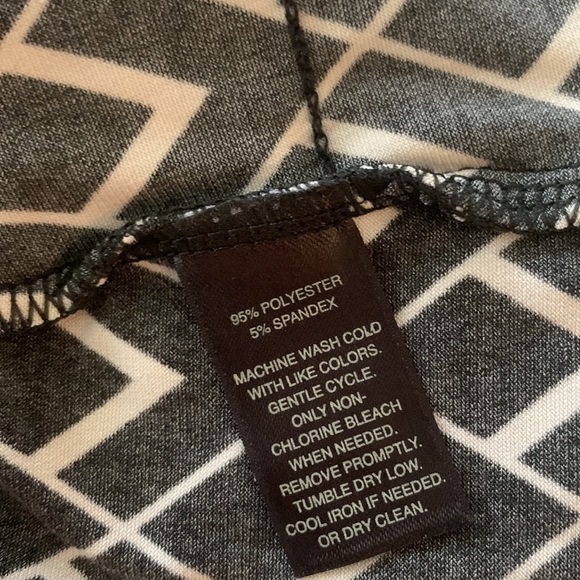 95% POLYESTER
5% SPANDEX
MACHINE WASH COLD
WITH LIKE COLORS.
GENTLE CYCLE.
ONLY NON-
CHLORINE BLEACH
WHEN NEEDED.
REMOVE PROMPTLY.
TUMBLE DRY LOW.
COOL IRON IF NEEDED.
OR DRY CLEAN.